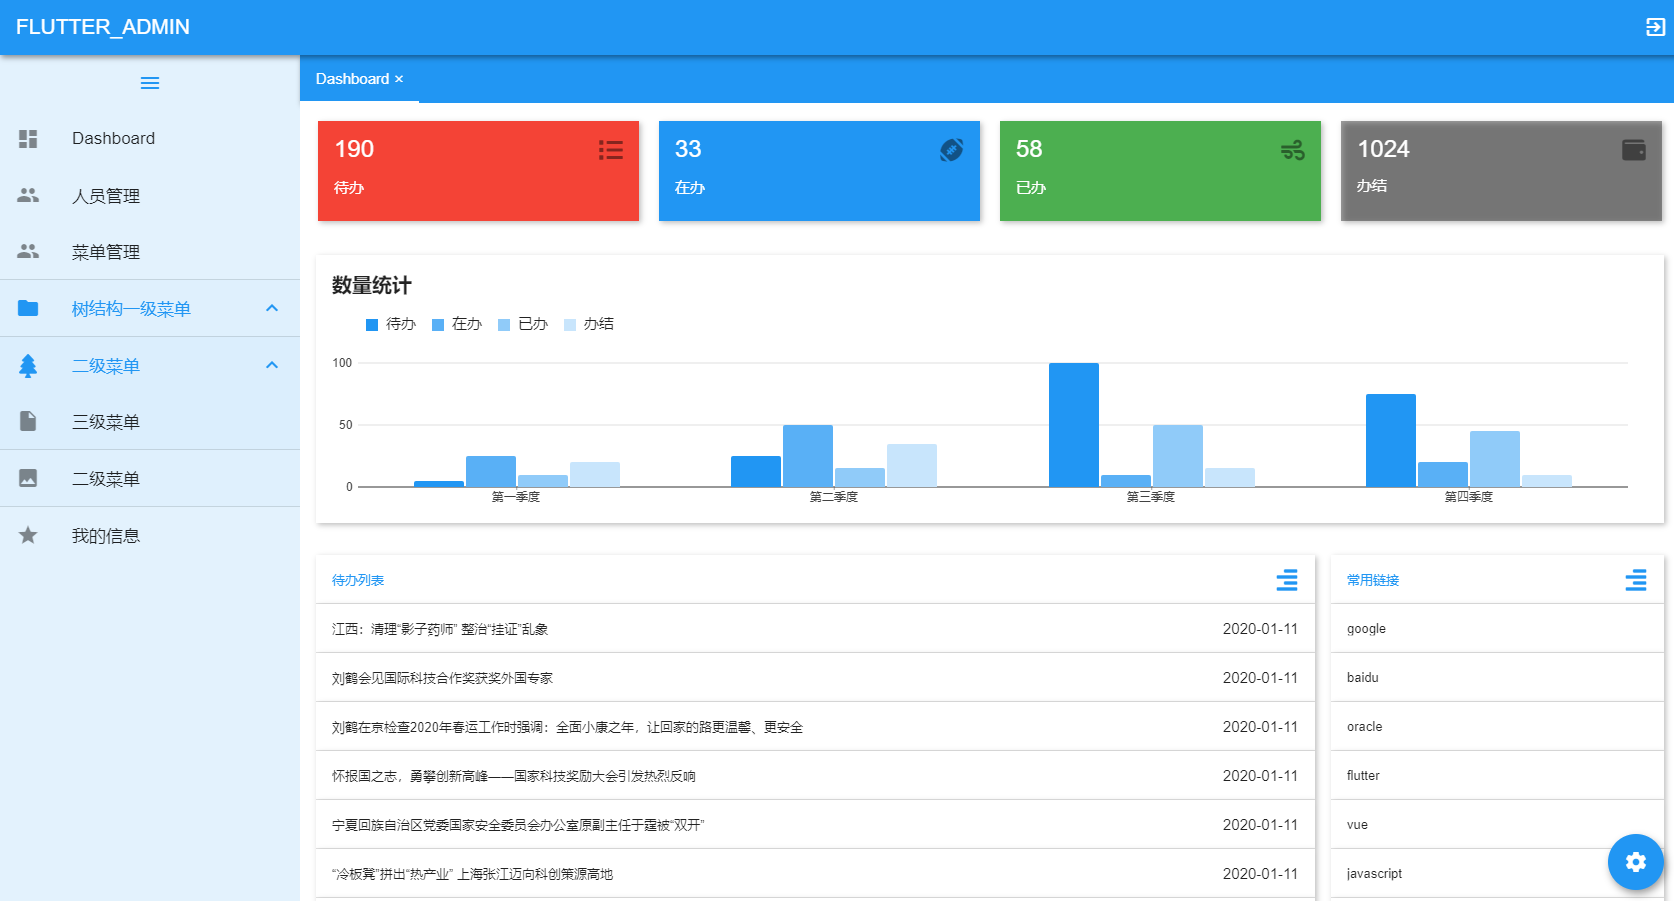 FLUTTER_ADMIN
Dashboard ×
Dashboard
人员管理
菜单管理
树结构一级菜单
二级菜单
三级菜单
二级菜单
我的信息
190
待办
33
在办
58
已办
1024
办结
数量统计
待办 在办 已办 办结
100
50
0
第一季度 第二季度 第三季度 第四季度
待办列表
江西：清理“影子药师” 整治“挂证”乱象 2020-01-11
刘鹤会见国际科技合作奖获奖外国专家 2020-01-11
刘鹤在京检查2020年春运工作时强调：全面小康之年，让回家的路更温馨、更安全 2020-01-11
怀报国之志，勇攀创新高峰——国家科技奖励大会引发热烈反响 2020-01-11
宁夏回族自治区党委国家安全委员会办公室原副主任于霆被“双开” 2020-01-11
“冷板凳”拼出“热产业” 上海张江迈向科创策源高地 2020-01-11
常用链接
google
baidu
oracle
flutter
vue
javascript